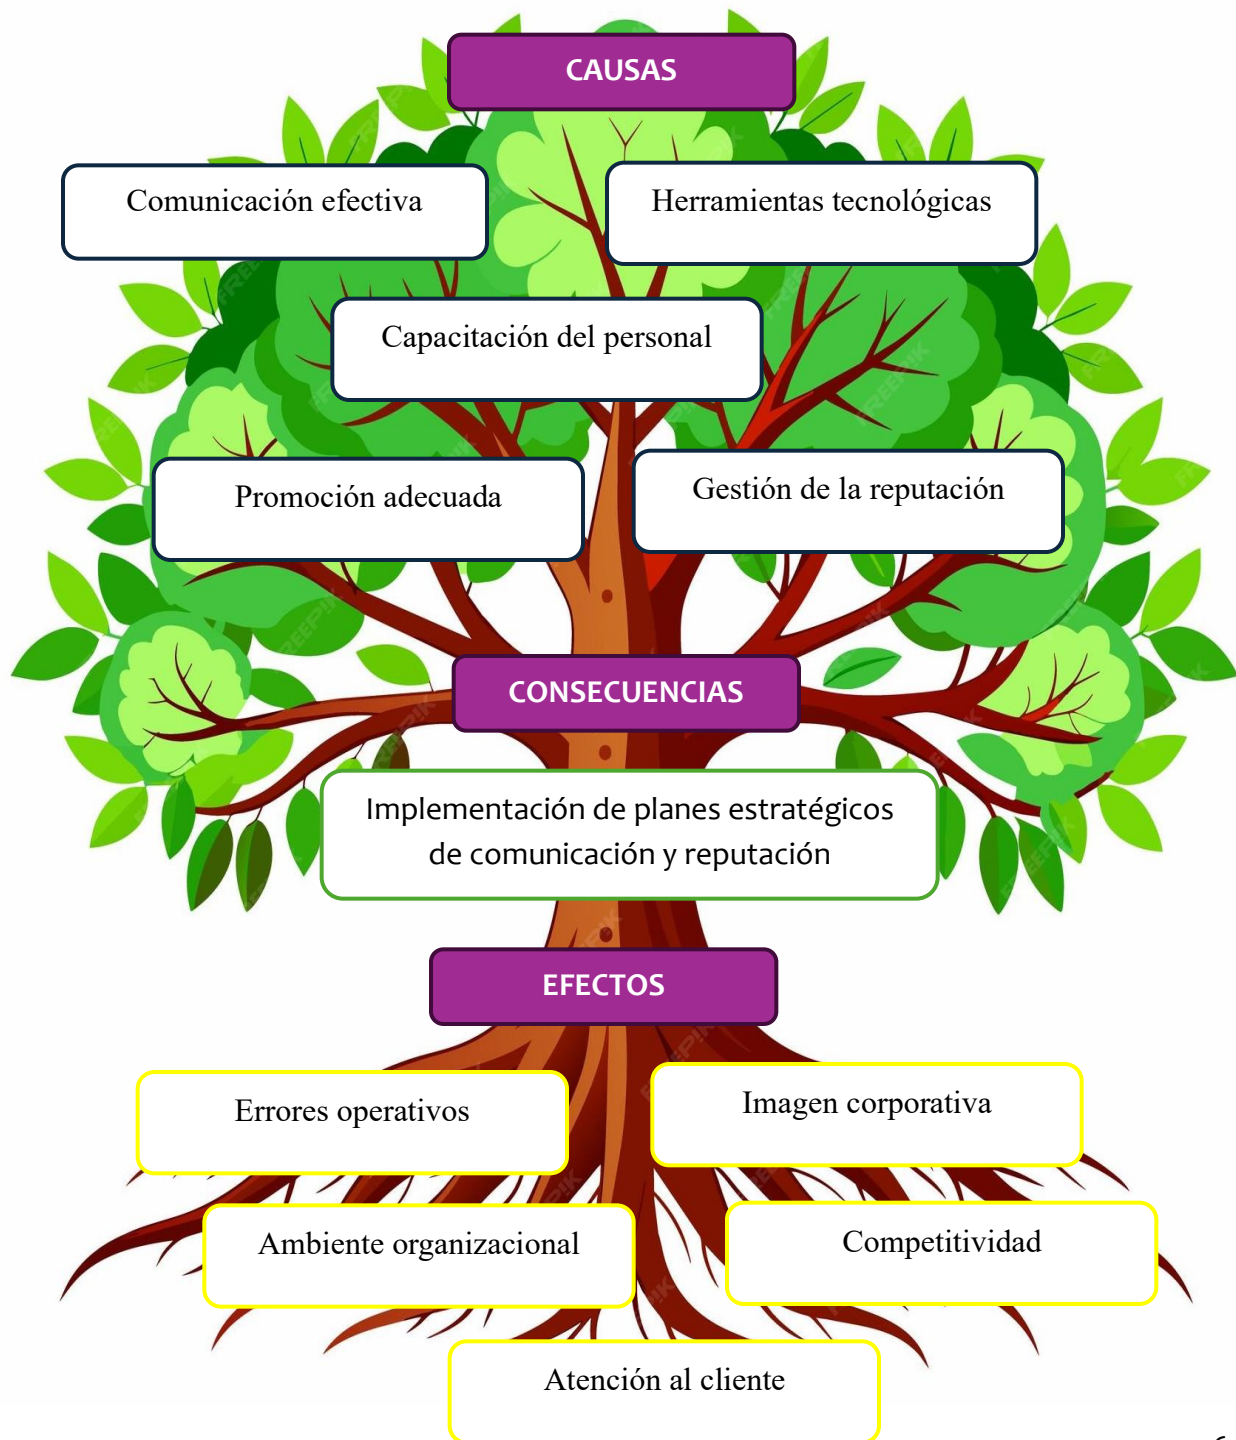 CAUSAS
Comunicación efectiva
Herramientas tecnológicas
Capacitación del personal
Promoción adecuada
Gestión de la reputación
CONSECUENCIAS
Implementación de planes estratégicos
de comunicación y reputación
EFECTOS
Errores operativos
Imagen corporativa
Ambiente organizacional
Competitividad
Atención al cliente